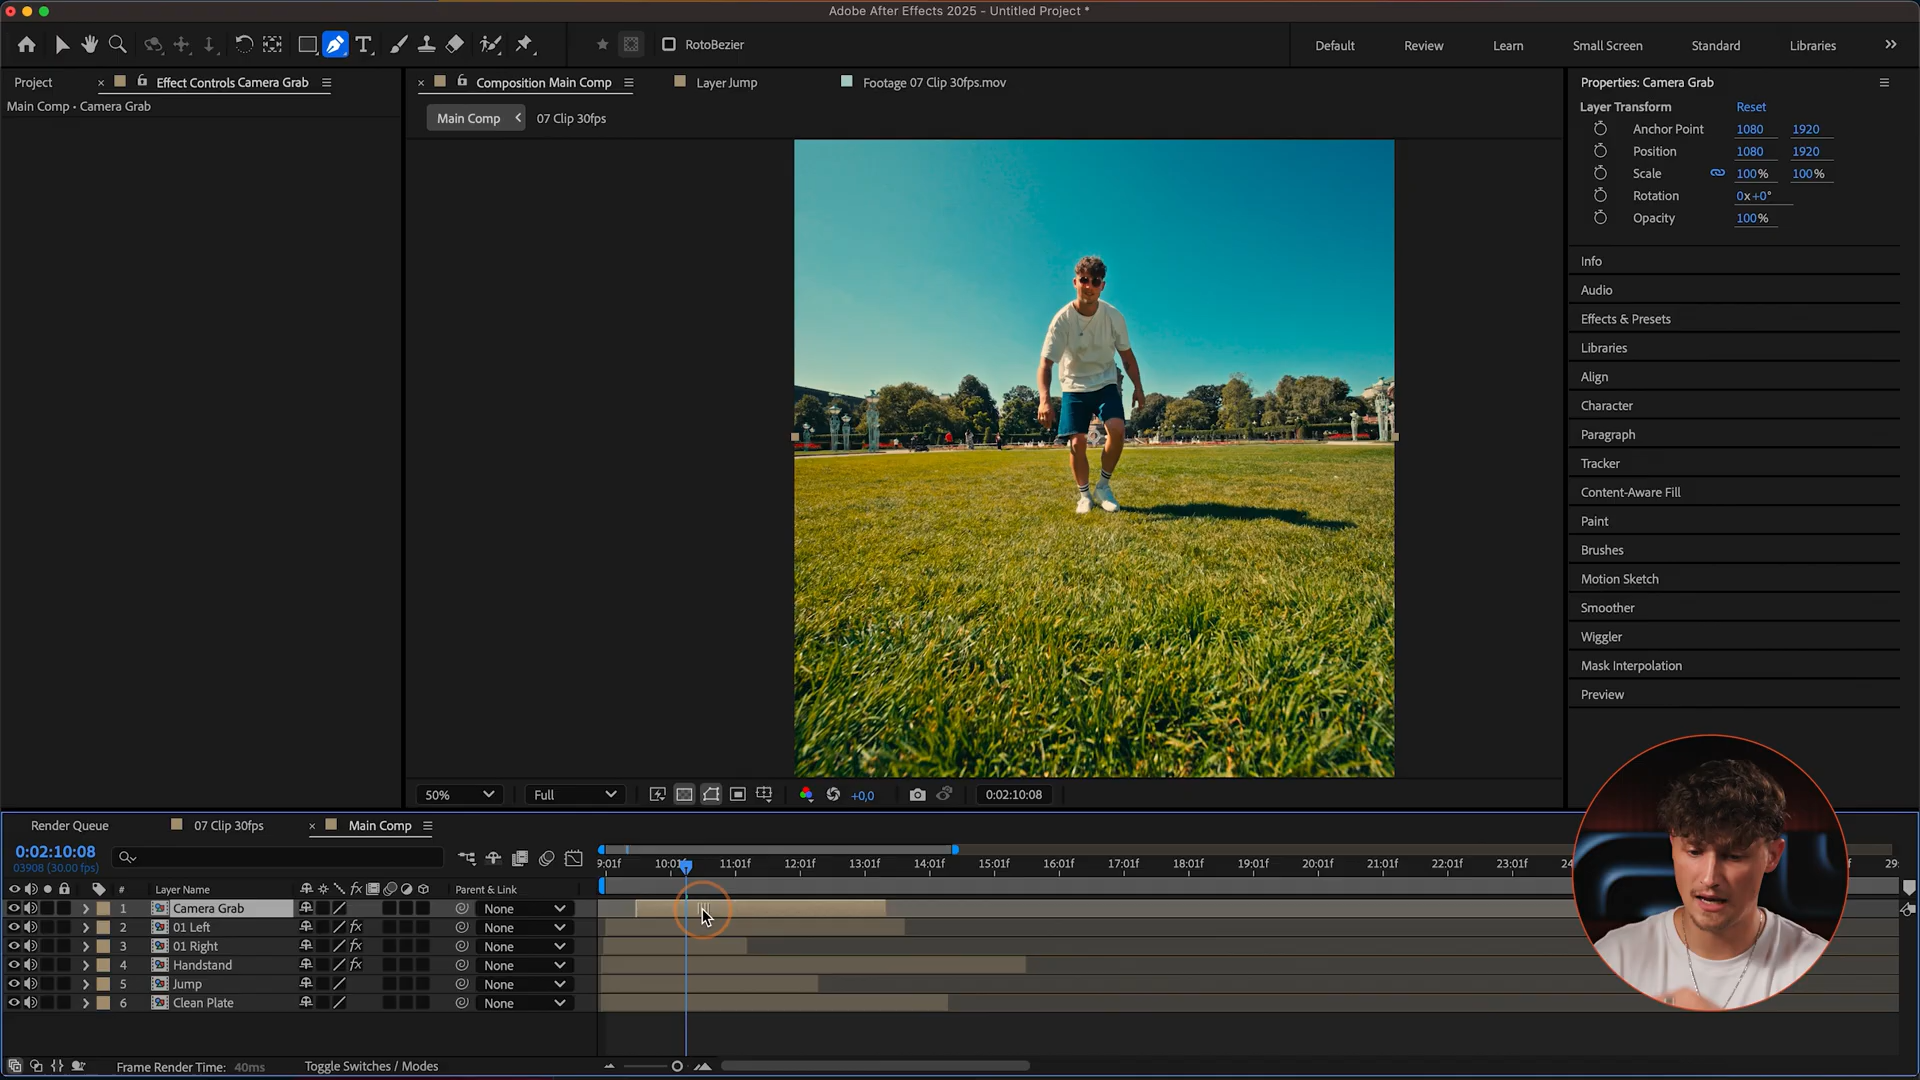 Adobe After Effects 2025 - Untitled Project *
RotoBezier
Default
Review
Learn
Small Screen
Standard
Libraries
Project
Effect Controls Camera Grab
Composition Main Comp
Layer Jump
Footage 07 Clip 30fps.mov
Main Comp • Camera Grab
Main Comp
07 Clip 30fps
Properties: Camera Grab
Layer Transform
Reset
Anchor Point 1080 1920
Position 1080 1920
Scale 100% 100%
Rotation 0x+0°
Opacity 100%
Info
Audio
Effects & Presets
Libraries
Align
Character
Paragraph
Tracker
Content-Aware Fill
Paint
Brushes
Motion Sketch
Smoother
Wiggler
Mask Interpolation
Preview
50%
Full
+0,0
0:02:10:08
Render Queue
07 Clip 30fps
Main Comp
0:02:10:08
03908 (30.00 fps)
9:01f 10:01f 11:01f 12:01f 13:01f 14:01f 15:01f 16:01f 17:01f 18:01f 19:01f 20:01f 21:01f 22:01f 23:01f 24 29:
# Layer Name fx Parent & Link
1 Camera Grab None
2 01 Left fx None
3 01 Right fx None
4 Handstand fx None
5 Jump None
6 Clean Plate None
Frame Render Time: 40ms
Toggle Switches / Modes